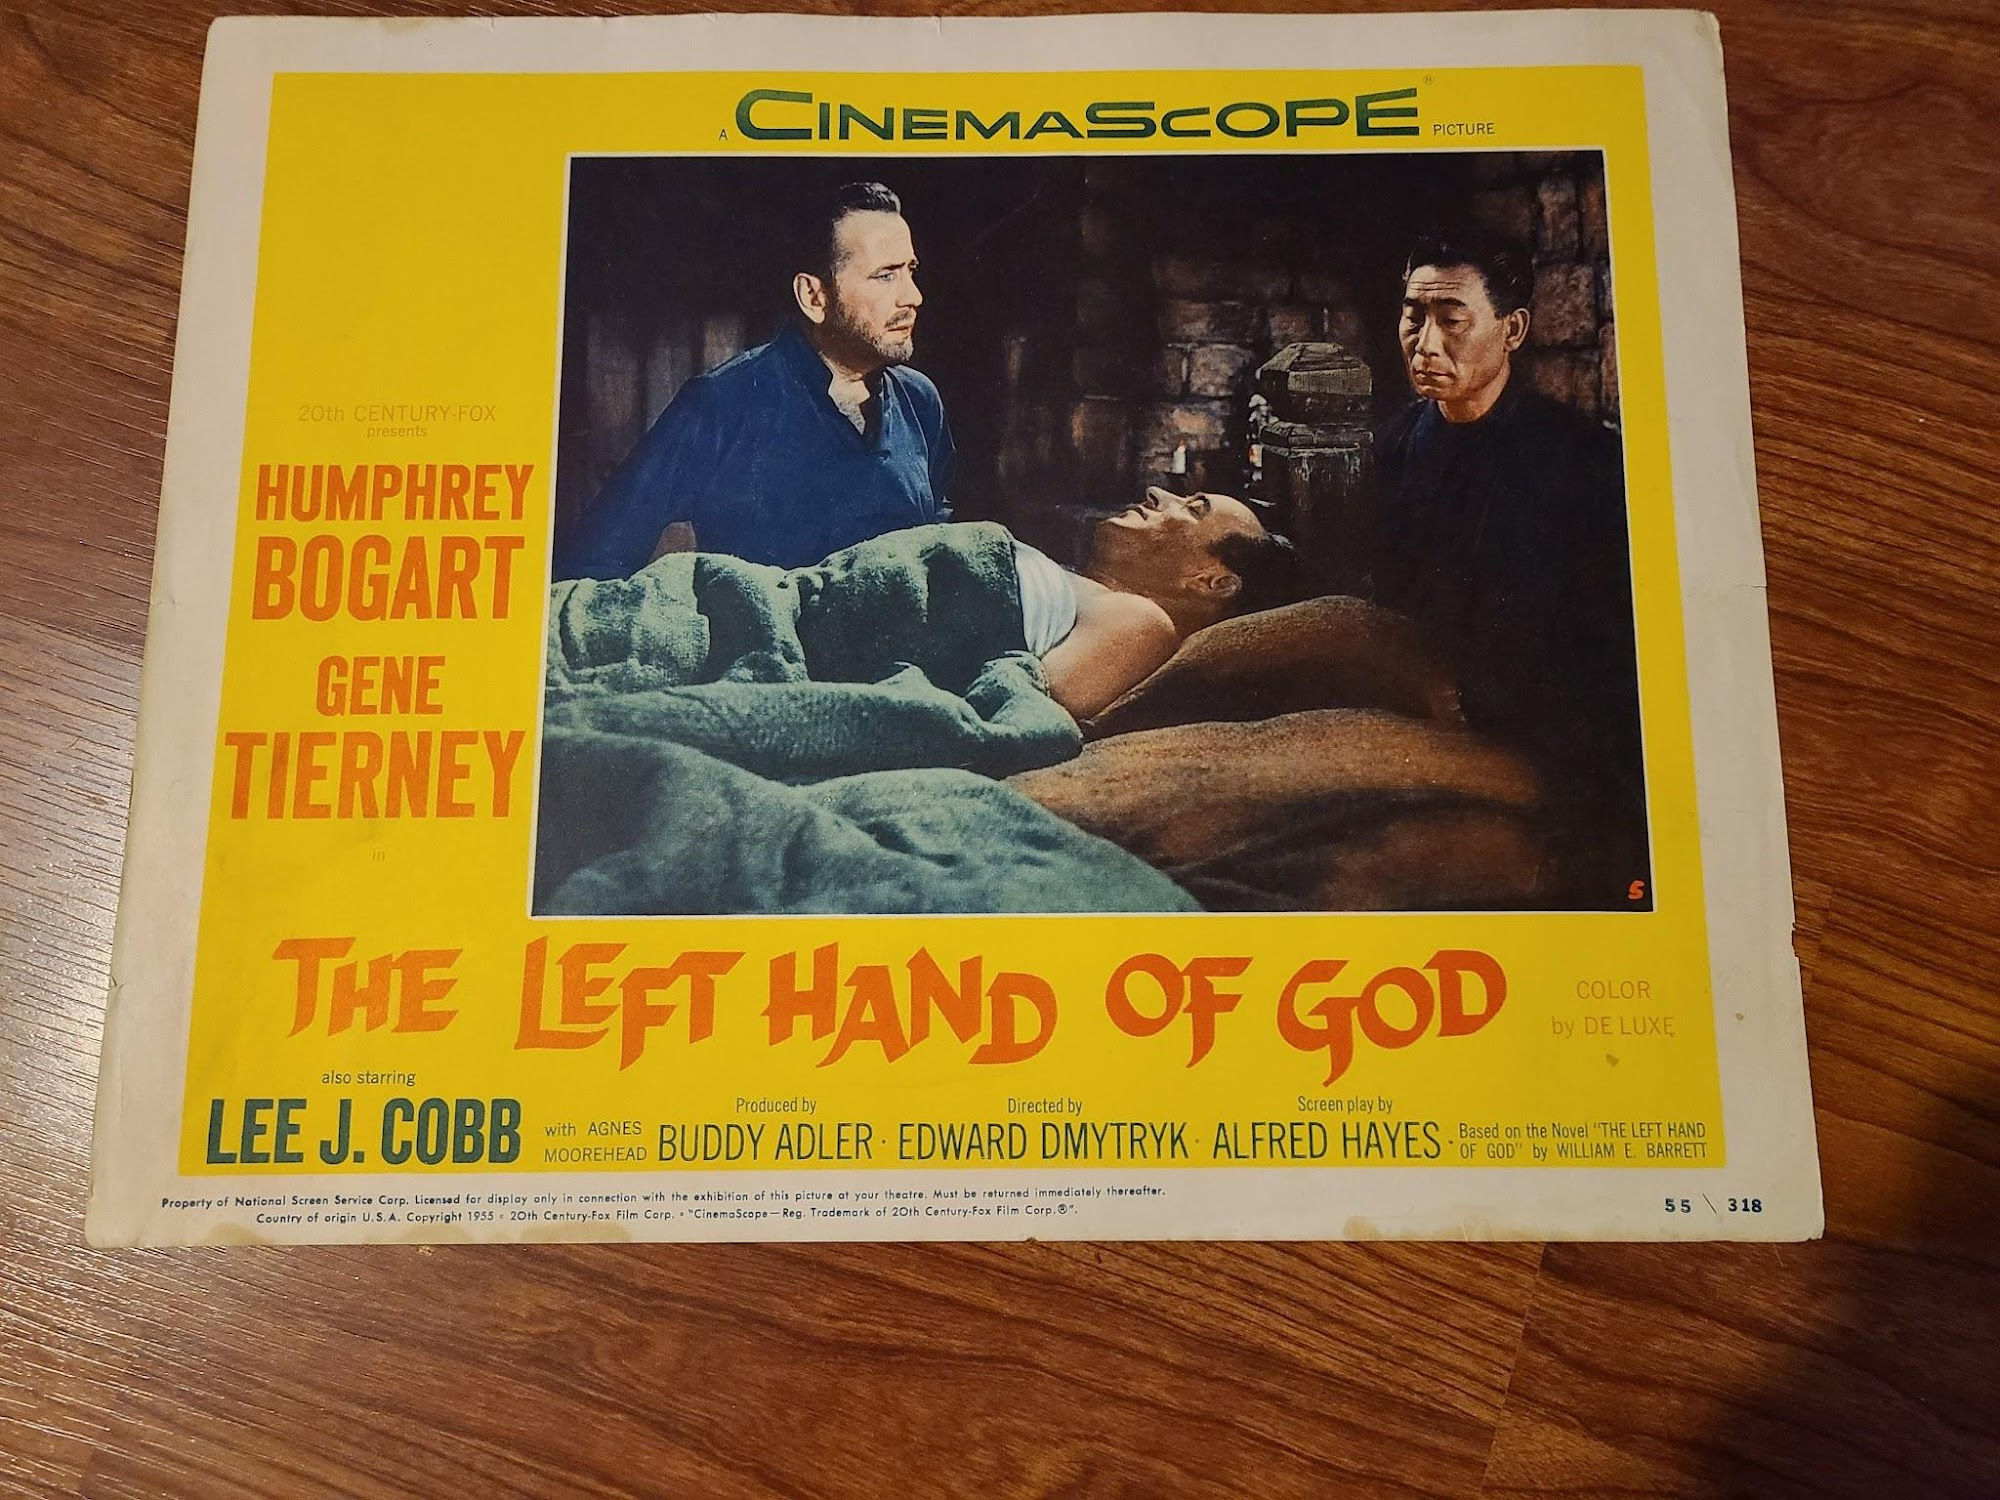 A CINEMASCOPE® PICTURE
20th CENTURY-FOX
presents
HUMPHREY
BOGART
GENE
TIERNEY
in
5
THE LEFT HAND OF GOD
COLOR
by DE LUXE
also starring
LEE J. COBB
with AGNES
MOOREHEAD
Produced by
BUDDY ADLER ·
Directed by
EDWARD DMYTRYK ·
Screen play by
ALFRED HAYES ·
Based on the Novel "THE LEFT HAND
OF GOD" by WILLIAM E. BARRETT
Property of National Screen Service Corp. Licensed for display only in connection with the exhibition of this picture at your theatre. Must be returned immediately thereafter.
Country of origin U.S.A. Copyright 1955 - 20th Century-Fox Film Corp. - "CinemaScope—Reg. Trademark of 20th Century-Fox Film Corp.®".
55 \ 318